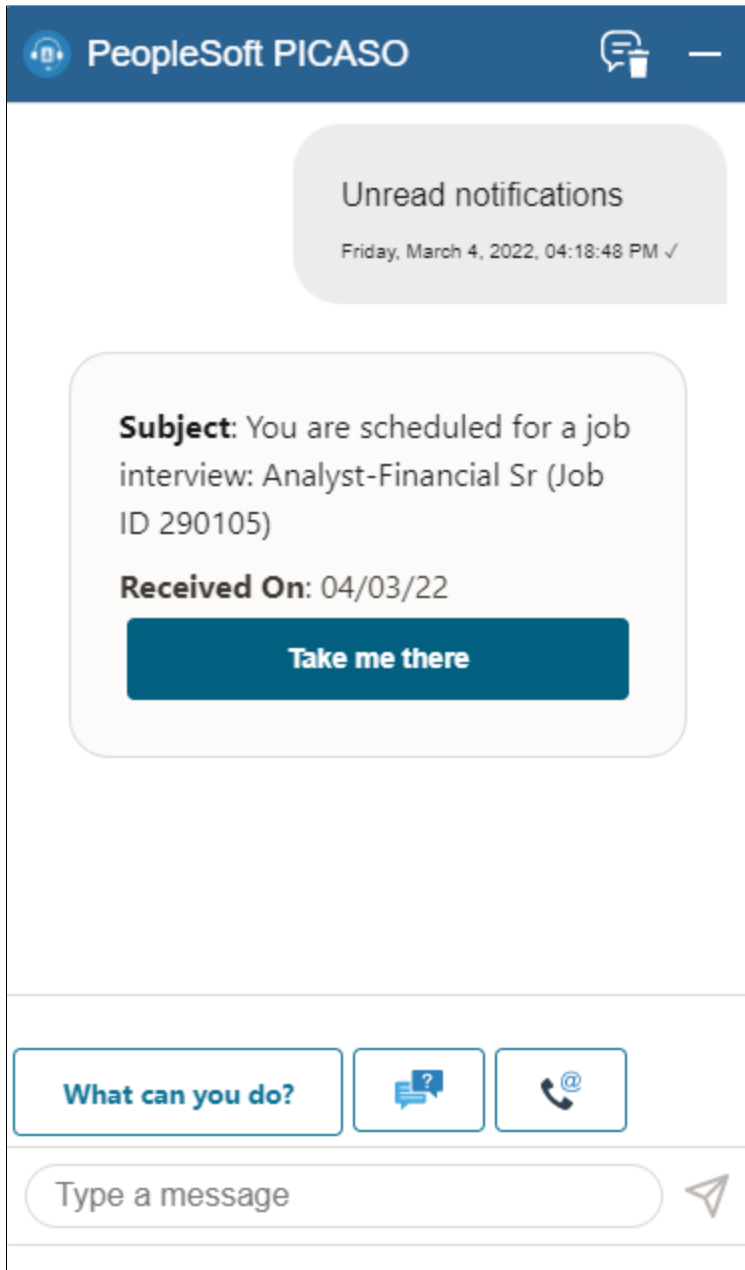 PeopleSoft PICASO
Unread notifications
Friday, March 4, 2022, 04:18:48 PM ✓
Subject: You are scheduled for a job
interview: Analyst-Financial Sr (Job
ID 290105)
Received On: 04/03/22
Take me there
What can you do?
?
@
Type a message